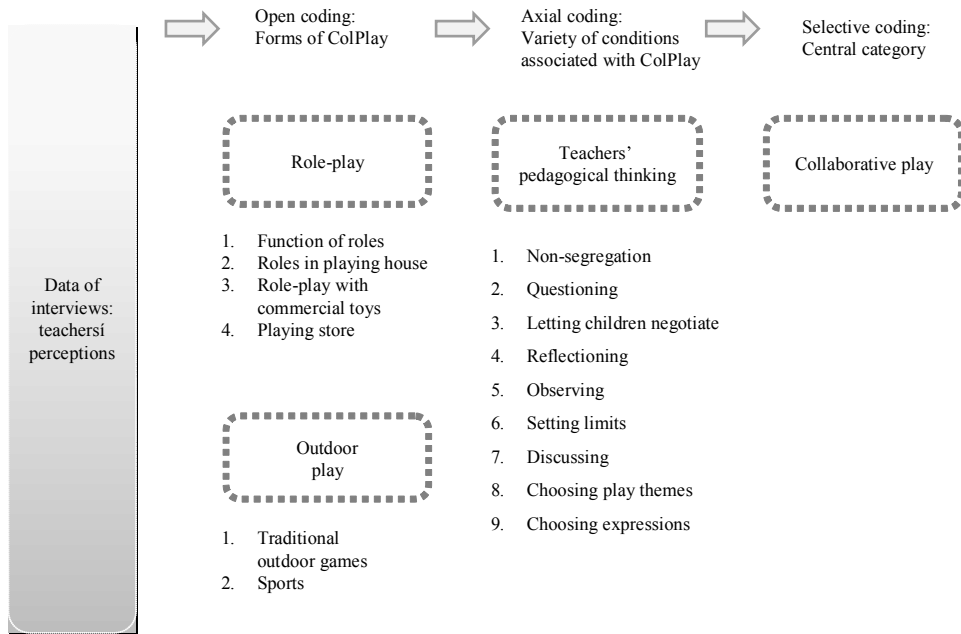 Open coding:
Forms of ColPlay
Axial coding:
Variety of conditions
associated with ColPlay
Selective coding:
Central category
Data of
interviews:
teachersí
perceptions
Role-play
1. Function of roles
2. Roles in playing house
3. Role-play with
commercial toys
4. Playing store
Outdoor
play
1. Traditional
outdoor games
2. Sports
Teachers’
pedagogical thinking
1. Non-segregation
2. Questioning
3. Letting children negotiate
4. Reflectioning
5. Observing
6. Setting limits
7. Discussing
8. Choosing play themes
9. Choosing expressions
Collaborative play